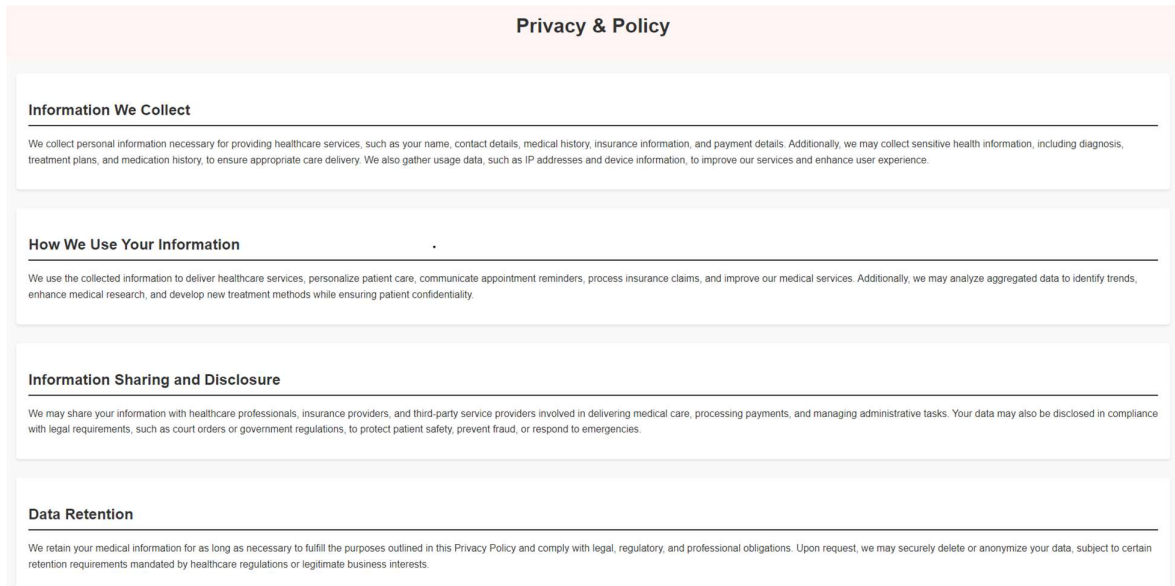 Privacy & Policy
Information We Collect
We collect personal information necessary for providing healthcare services, such as your name, contact details, medical history, insurance information, and payment details. Additionally, we may collect sensitive health information, including diagnosis,
treatment plans, and medication history, to ensure appropriate care delivery. We also gather usage data, such as IP addresses and device information, to improve our services and enhance user experience.
How We Use Your Information
We use the collected information to deliver healthcare services, personalize patient care, communicate appointment reminders, process insurance claims, and improve our medical services. Additionally, we may analyze aggregated data to identify trends,
enhance medical research, and develop new treatment methods while ensuring patient confidentiality.
Information Sharing and Disclosure
We may share your information with healthcare professionals, insurance providers, and third-party service providers involved in delivering medical care, processing payments, and managing administrative tasks. Your data may also be disclosed in compliance
with legal requirements, such as court orders or government regulations, to protect patient safety, prevent fraud, or respond to emergencies.
Data Retention
We retain your medical information for as long as necessary to fulfill the purposes outlined in this Privacy Policy and comply with legal, regulatory, and professional obligations. Upon request, we may securely delete or anonymize your data, subject to certain
retention requirements mandated by healthcare regulations or legitimate business interests.